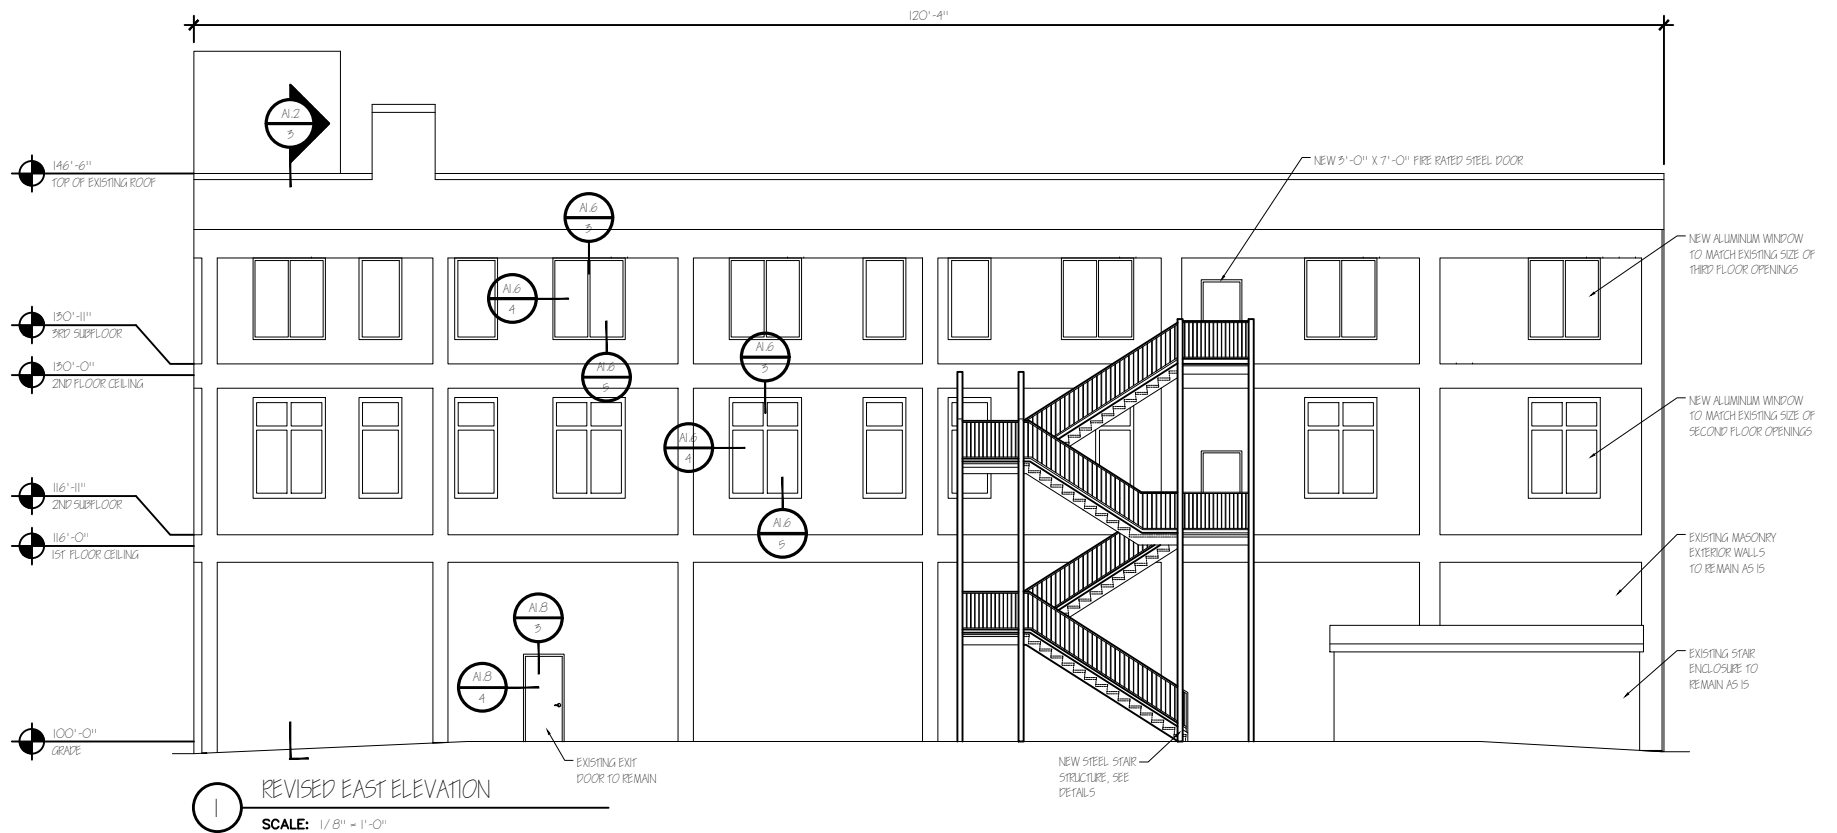 120'-4"
A1.2
3
146'-6"
TOP OF EXISTING ROOF
NEW 3'-0" X 7'-0" FIRE RATED STEEL DOOR
A1.6
3
NEW ALUMINUM WINDOW
TO MATCH EXISTING SIZE OF
THIRD FLOOR OPENINGS
A1.6
4
130'-11"
3RD SUBFLOOR
A1.6
3
A1.6
5
130'-0"
2ND FLOOR CEILING
NEW ALUMINUM WINDOW
TO MATCH EXISTING SIZE OF
SECOND FLOOR OPENINGS
A1.6
4
116'-11"
2ND SUBFLOOR
A1.6
5
116'-0"
1ST FLOOR CEILING
EXISTING MASONRY
EXTERIOR WALLS
TO REMAIN AS IS
A1.8
3
A1.8
4
EXISTING STAIR
ENCLOSURE TO
REMAIN AS IS
100'-0"
GRADE
EXISTING EXIT
DOOR TO REMAIN
NEW STEEL STAIR
STRUCTURE, SEE
DETAILS
1
REVISED EAST ELEVATION
SCALE: 1/8" = 1'-0"